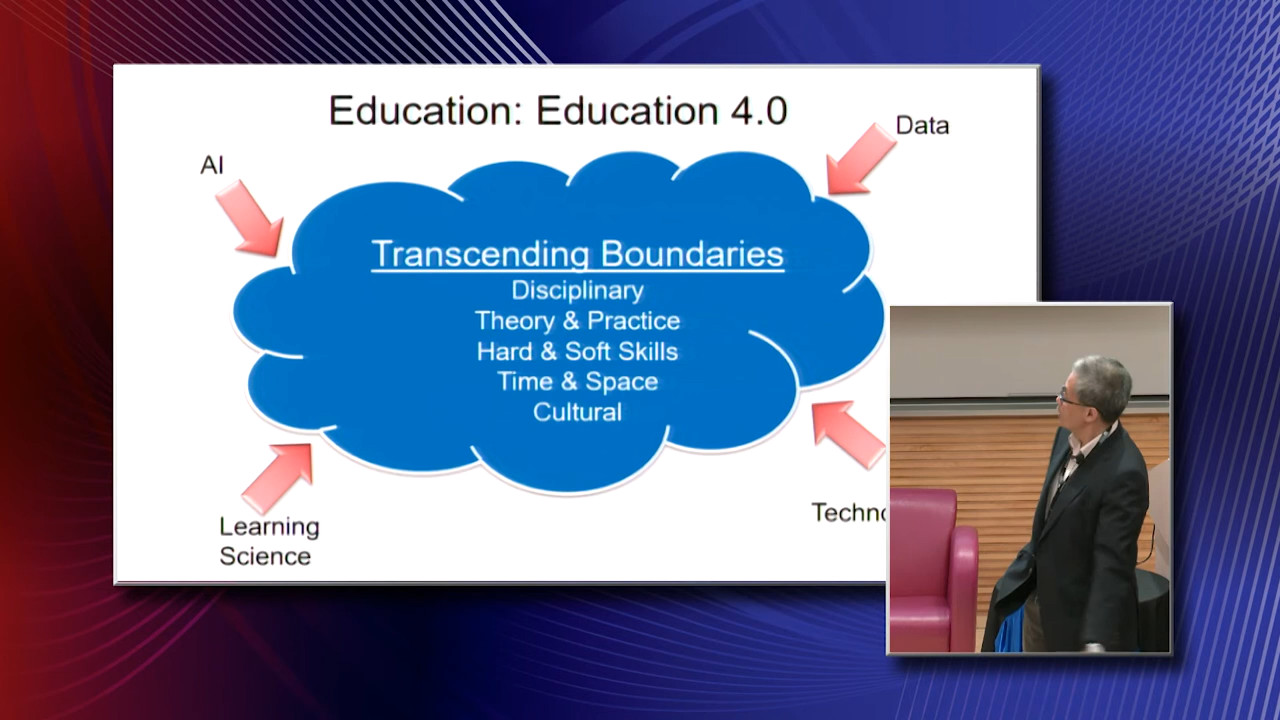 Education: Education 4.0
Data
AI
Transcending Boundaries
Disciplinary
Theory & Practice
Hard & Soft Skills
Time & Space
Cultural
Learning
Science